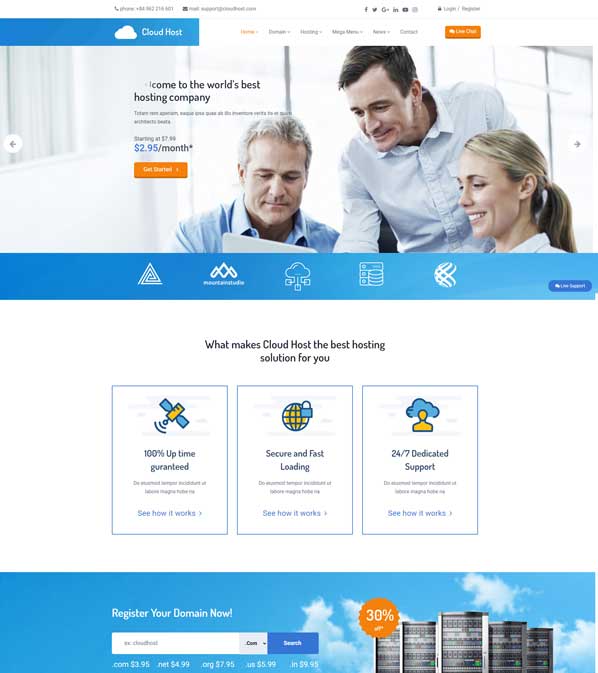 phone: +84 962 216 601 mail: support@cloudhost.com Login / Register
Cloud Host Home Domain Hosting Mega Menu News Contact Live Chat
come to the world's best
hosting company
Totam rem aperiam, eaque ipsa quae ab illo inventore verita tis et quasi
architecto beata.
Starting at $7.99
$2.95/month*
Get Started
mountainstudio
Live Support
What makes Cloud Host the best hosting
solution for you
100% Up time
guranteed
Do eiusmod tempor incididunt ut
labore magna hobe na
See how it works
Secure and Fast
Loading
Do eiusmod tempor incididunt ut
labore magna hobe na
See how it works
24/7 Dedicated
Support
Do eiusmod tempor incididunt ut
labore magna hobe na
See how it works
Register Your Domain Now!
ex: cloudhost .Com Search
.com $3.95 .net $4.99 .org $7.95 .us $5.99 .in $9.95
30%
off*